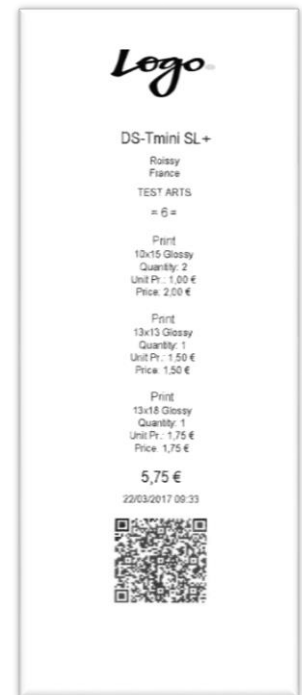 Logo
DS-Tmini SL+
Roissy
France
TEST ARTS
= 6 =
Print
10x15 Glossy
Quantity: 2
Unit Pr.: 1,00 €
Price: 2,00 €
Print
13x13 Glossy
Quantity: 1
Unit Pr.: 1,50 €
Price: 1,50 €
Print
13x18 Glossy
Quantity: 1
Unit Pr.: 1,75 €
Price: 1,75 €
5,75 €
22/03/2017 09:33